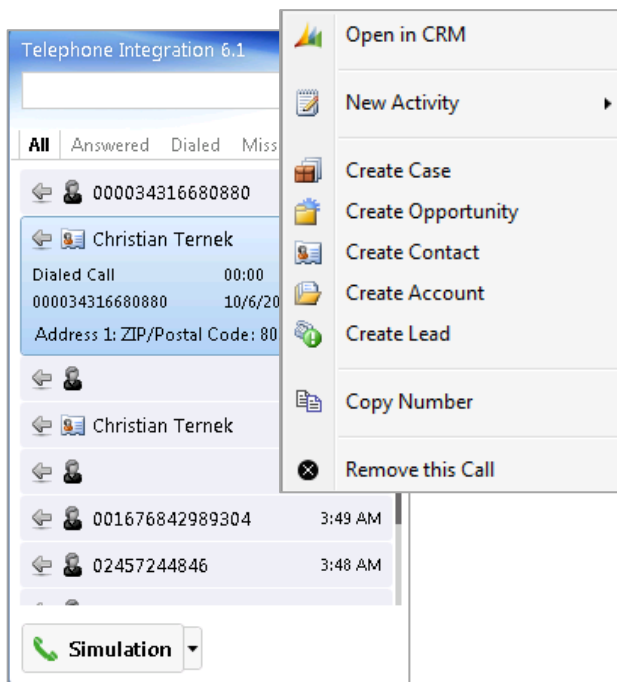 Telephone Integration 6.1
All Answered Dialed Miss
000034316680880
Christian Ternek
Dialed Call 00:00
000034316680880 10/6/20
Address 1: ZIP/Postal Code: 80
Christian Ternek
001676842989304 3:49 AM
02457244846 3:48 AM
Simulation
Open in CRM
New Activity
Create Case
Create Opportunity
Create Contact
Create Account
Create Lead
Copy Number
Remove this Call